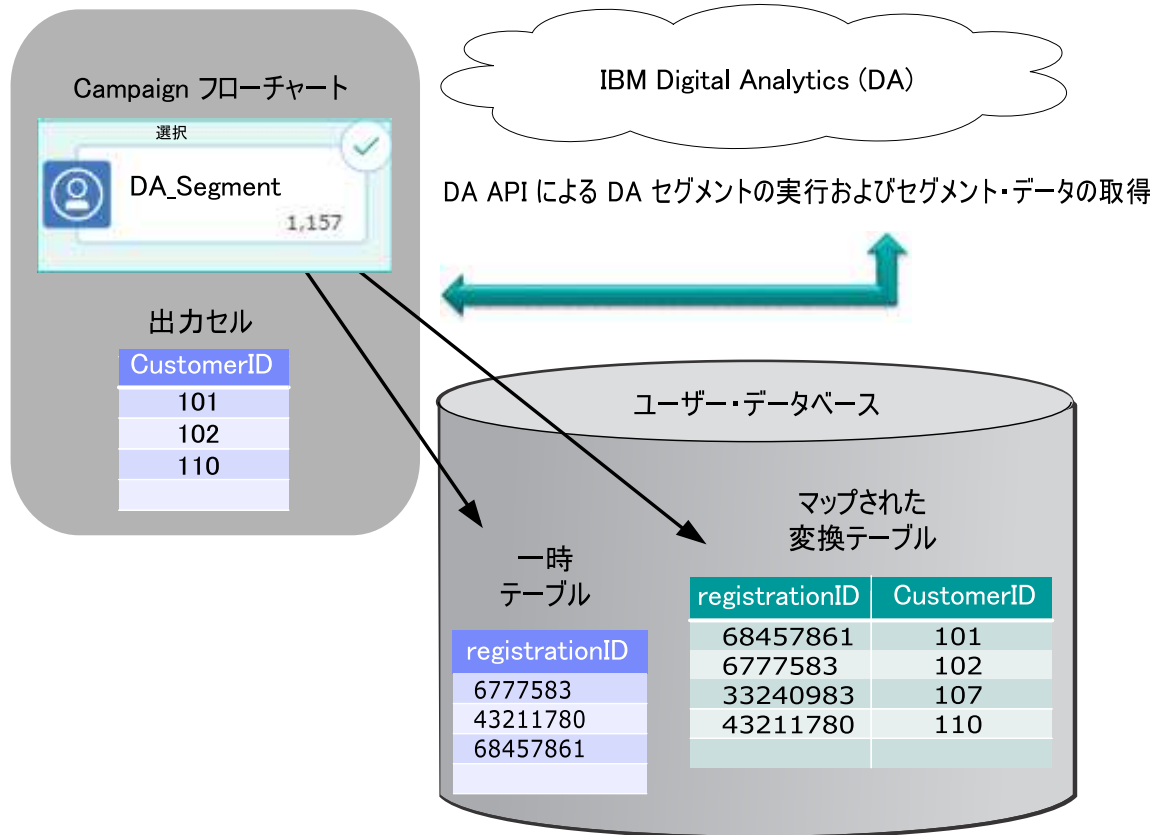 Campaign フローチャート
選択
DA_Segment
1,157
出力セル
CustomerID
101
102
110
IBM Digital Analytics (DA)
DA API による DA セグメントの実行およびセグメント・データの取得
ユーザー・データベース
一時
テーブル
registrationID
6777583
43211780
68457861
マップされた
変換テーブル
registrationID CustomerID
68457861 101
6777583 102
33240983 107
43211780 110